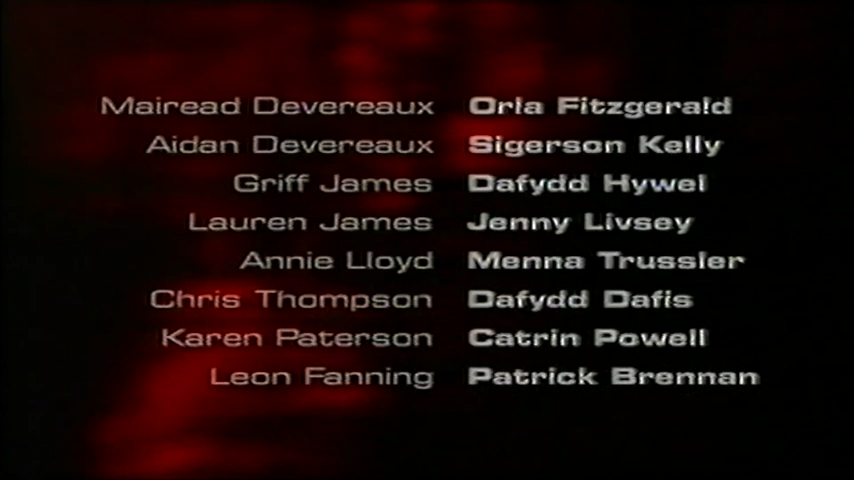 Mairead Devereaux Orla Fitzgerald
Aidan Devereaux Sigerson Kelly
Griff James Dafydd Hywel
Lauren James Jenny Livsey
Annie Lloyd Menna Trussler
Chris Thompson Dafydd Dafis
Karen Paterson Catrin Powell
Leon Fanning Patrick Brennan